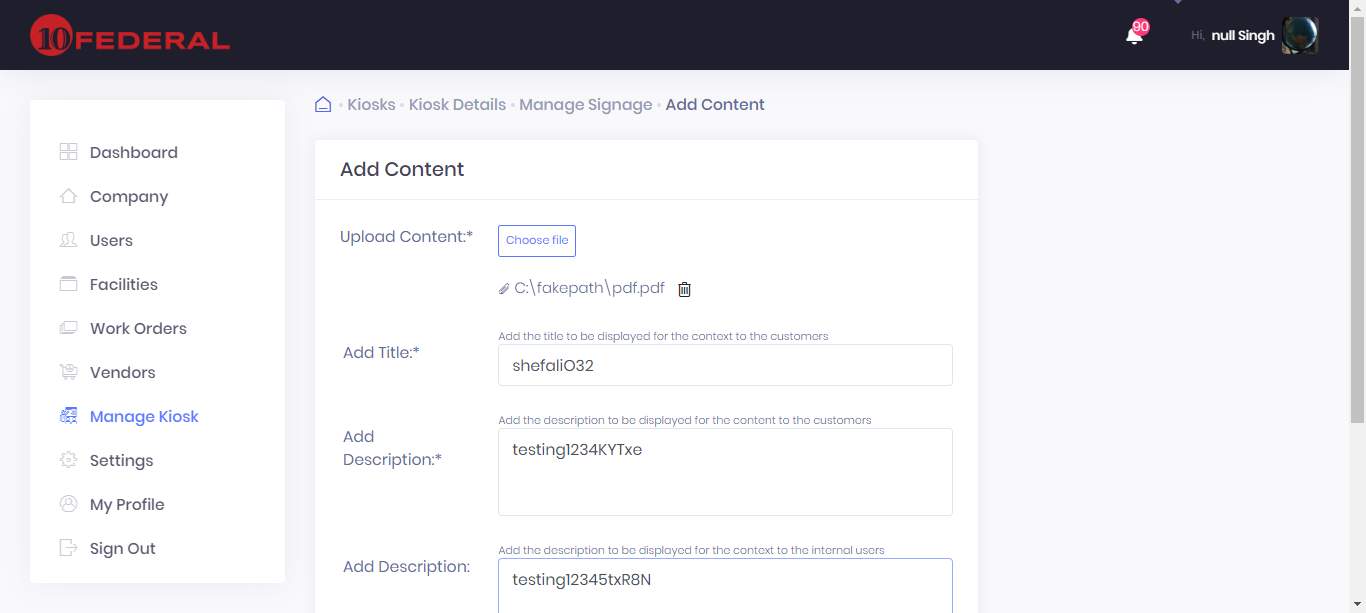 10 FEDERAL
90
Hi, null Singh
Kiosks • Kiosk Details • Manage Signage • Add Content
Dashboard
Company
Users
Facilities
Work Orders
Vendors
Manage Kiosk
Settings
My Profile
Sign Out
Add Content
Upload Content:*
Choose file
C:\fakepath\pdf.pdf
Add the title to be displayed for the context to the customers
Add Title:*
shefaliO32
Add the description to be displayed for the content to the customers
Add
Description:*
testing1234KYTxe
Add the description to be displayed for the context to the internal users
Add Description:
testing12345txR8N